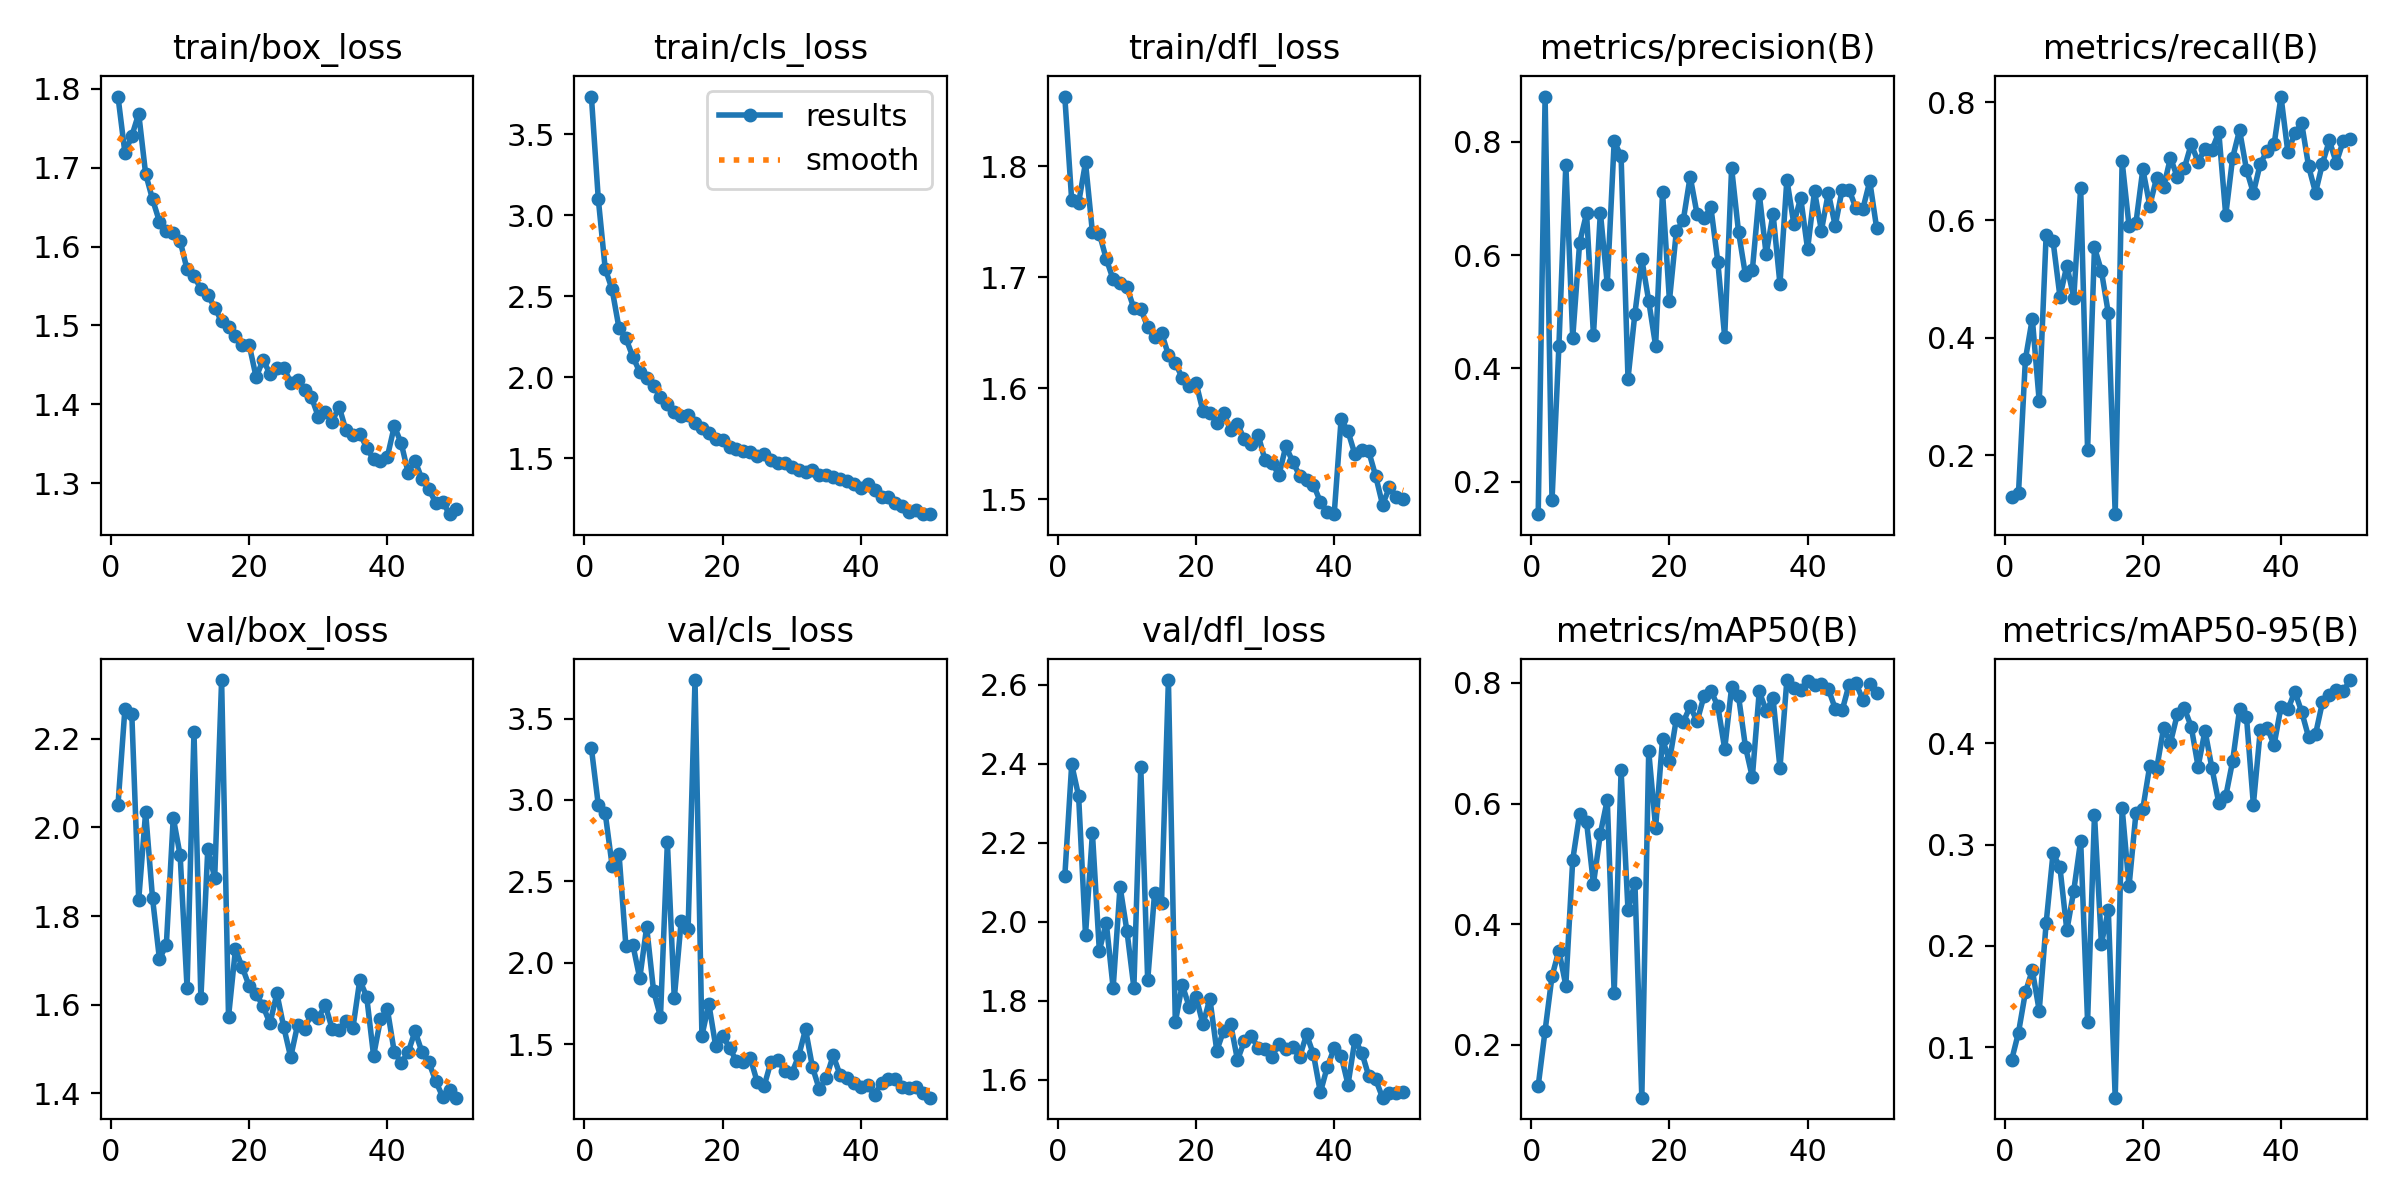 train/box_loss
1.8
1.7
1.6
1.5
1.4
1.3
0 20 40
train/cls_loss
results
smooth
3.5
3.0
2.5
2.0
1.5
0 20 40
train/dfl_loss
1.8
1.7
1.6
1.5
0 20 40
metrics/precision(B)
0.8
0.6
0.4
0.2
0 20 40
metrics/recall(B)
0.8
0.6
0.4
0.2
0 20 40
val/box_loss
2.2
2.0
1.8
1.6
1.4
0 20 40
val/cls_loss
3.5
3.0
2.5
2.0
1.5
0 20 40
val/dfl_loss
2.6
2.4
2.2
2.0
1.8
1.6
0 20 40
metrics/mAP50(B)
0.8
0.6
0.4
0.2
0 20 40
metrics/mAP50-95(B)
0.4
0.3
0.2
0.1
0 20 40